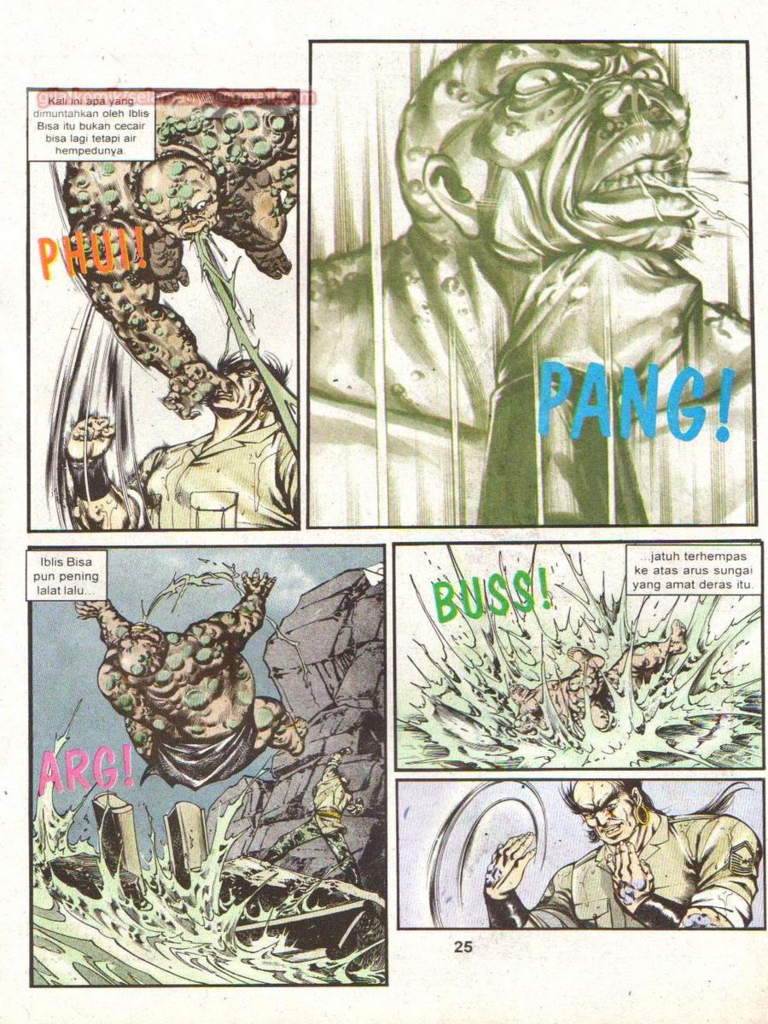 Kali ini apa yang
dimuntahkan oleh Iblis
Bisa itu bukan cecair
bisa lagi tetapi air
hempedunya.
PHUI!
PANG!
Iblis Bisa
pun pening
lalat lalu...
ARG!
BUSS!
...jatuh terhempas
ke atas arus sungai
yang amat deras itu.
25